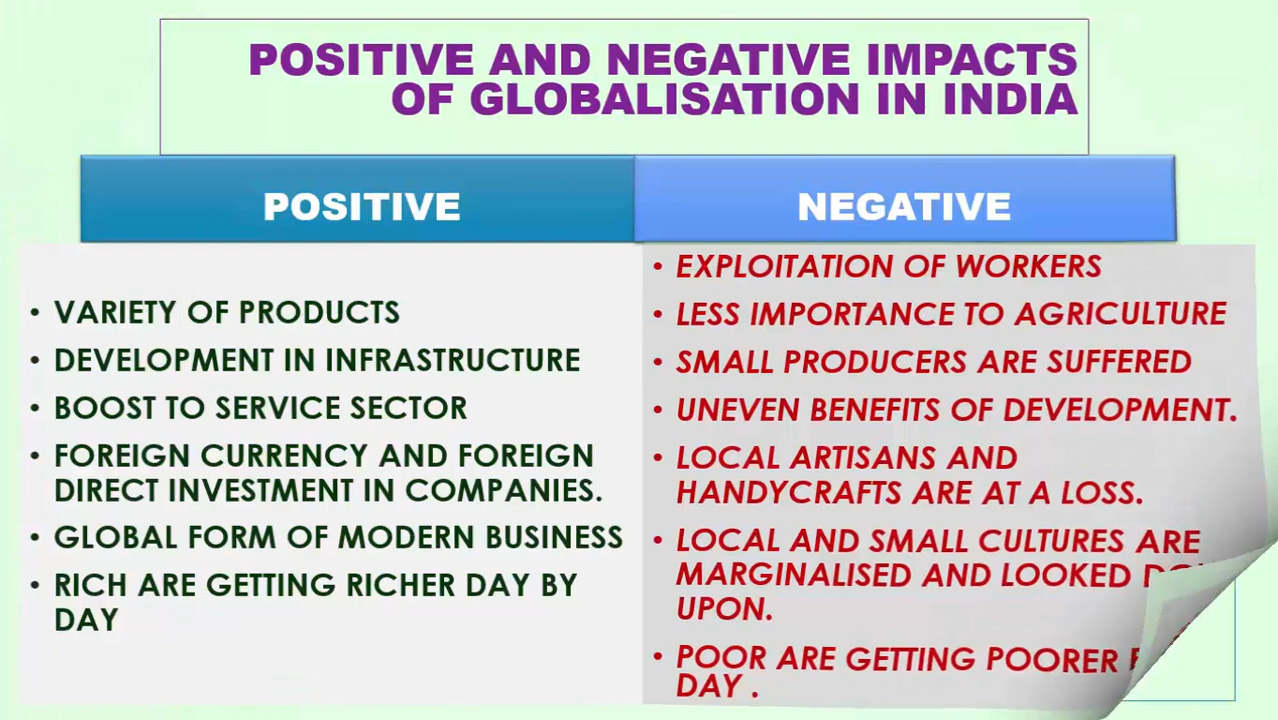 POSITIVE AND NEGATIVE IMPACTS
OF GLOBALISATION IN INDIA
POSITIVE
NEGATIVE
• VARIETY OF PRODUCTS
• DEVELOPMENT IN INFRASTRUCTURE
• BOOST TO SERVICE SECTOR
• FOREIGN CURRENCY AND FOREIGN
DIRECT INVESTMENT IN COMPANIES.
• GLOBAL FORM OF MODERN BUSINESS
• RICH ARE GETTING RICHER DAY BY
DAY
• EXPLOITATION OF WORKERS
• LESS IMPORTANCE TO AGRICULTURE
• SMALL PRODUCERS ARE SUFFERED
• UNEVEN BENEFITS OF DEVELOPMENT.
• LOCAL ARTISANS AND
HANDYCRAFTS ARE AT A LOSS.
• LOCAL AND SMALL CULTURES ARE
MARGINALISED AND LOOKED
UPON.
• POOR ARE GETTING POORER
DAY .